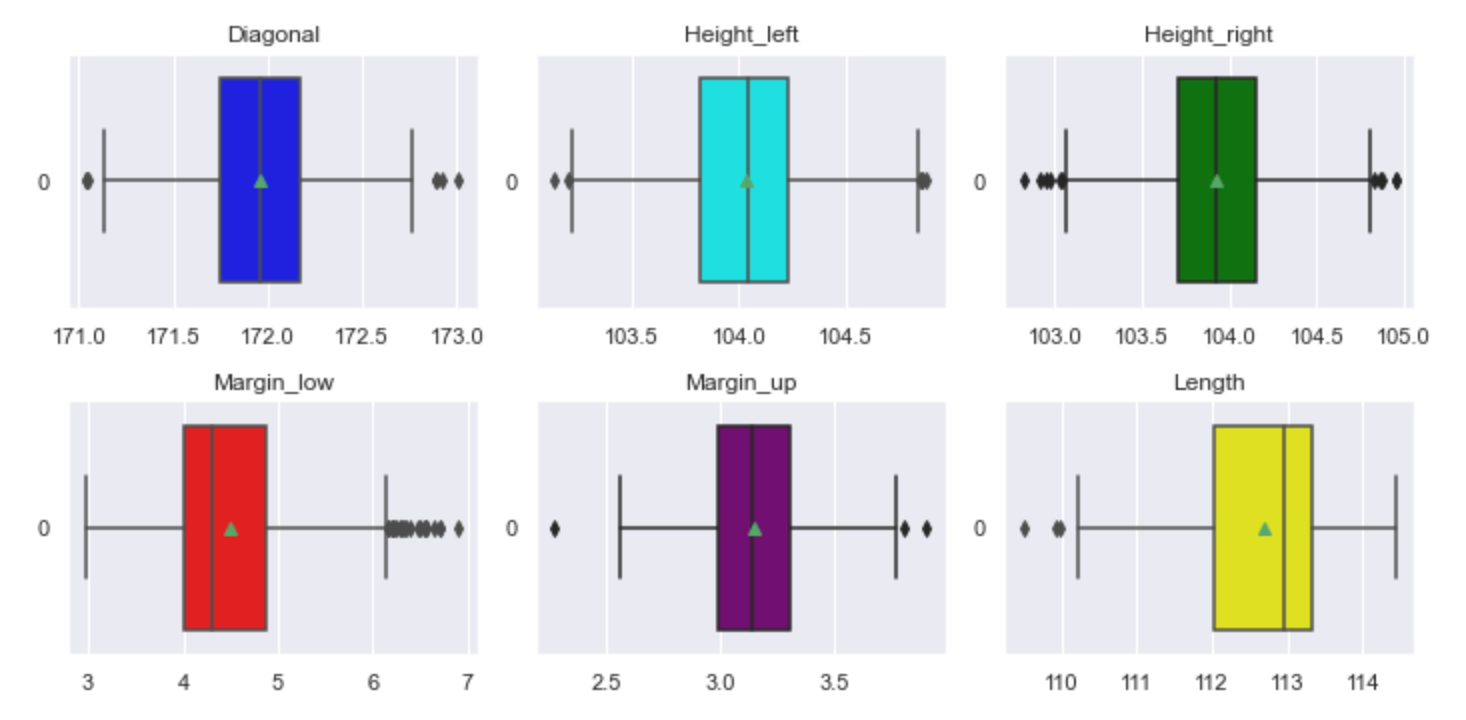 Diagonal Height_left Height_right
0 0 0
171.0 171.5 172.0 172.5 173.0 103.5 104.0 104.5 103.0 103.5 104.0 104.5 105.0
Margin_low Margin_up Length
0 0 0
3 4 5 6 7 2.5 3.0 3.5 110 111 112 113 114